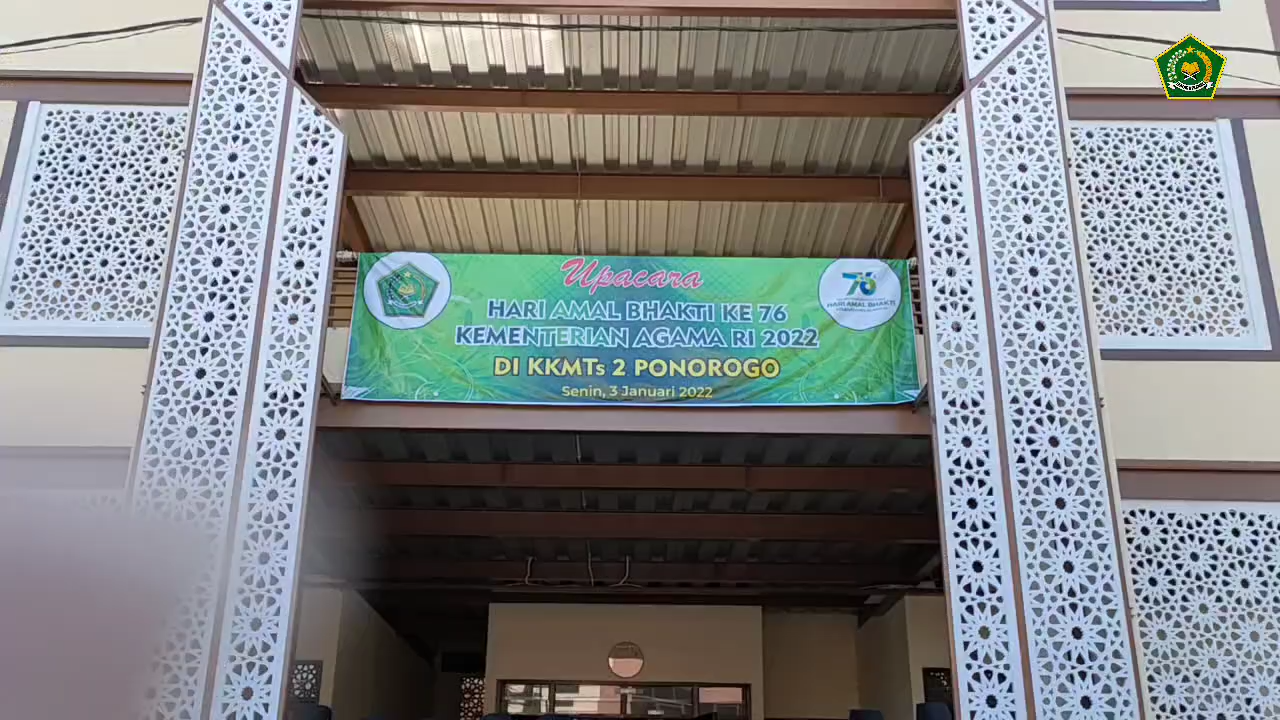 Upacara
HARI AMAL BHAKTI KE 76
KEMENTERIAN AGAMA RI 2022
DI KKMTs 2 PONOROGO
Senin, 3 Januari 2022
76
HARI AMAL BHAKTI